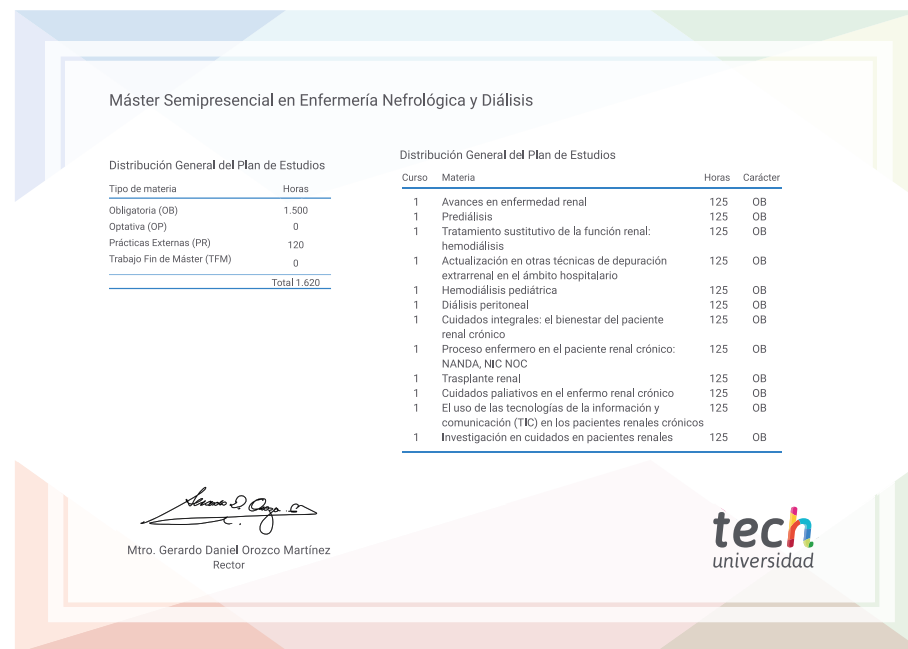 Máster Semipresencial en Enfermería Nefrológica y Diálisis
Distribución General del Plan de Estudios
Tipo de materia Horas
Obligatoria (OB) 1.500
Optativa (OP) 0
Prácticas Externas (PR) 120
Trabajo Fin de Máster (TFM) 0
Total 1.620
Distribución General del Plan de Estudios
Curso Materia Horas Carácter
1 Avances en enfermedad renal 125 OB
1 Prediálisis 125 OB
1 Tratamiento sustitutivo de la función renal: 125 OB
hemodiálisis
1 Actualización en otras técnicas de depuración 125 OB
extrarrenal en el ámbito hospitalario
1 Hemodiálisis pediátrica 125 OB
1 Diálisis peritoneal 125 OB
1 Cuidados integrales: el bienestar del paciente 125 OB
renal crónico
1 Proceso enfermero en el paciente renal crónico: 125 OB
NANDA, NIC NOC
1 Trasplante renal 125 OB
1 Cuidados paliativos en el enfermo renal crónico 125 OB
1 El uso de las tecnologías de la información y 125 OB
comunicación (TIC) en los pacientes renales crónicos
1 Investigación en cuidados en pacientes renales 125 OB
Mtro. Gerardo Daniel Orozco Martínez
Rector
tech
universidad